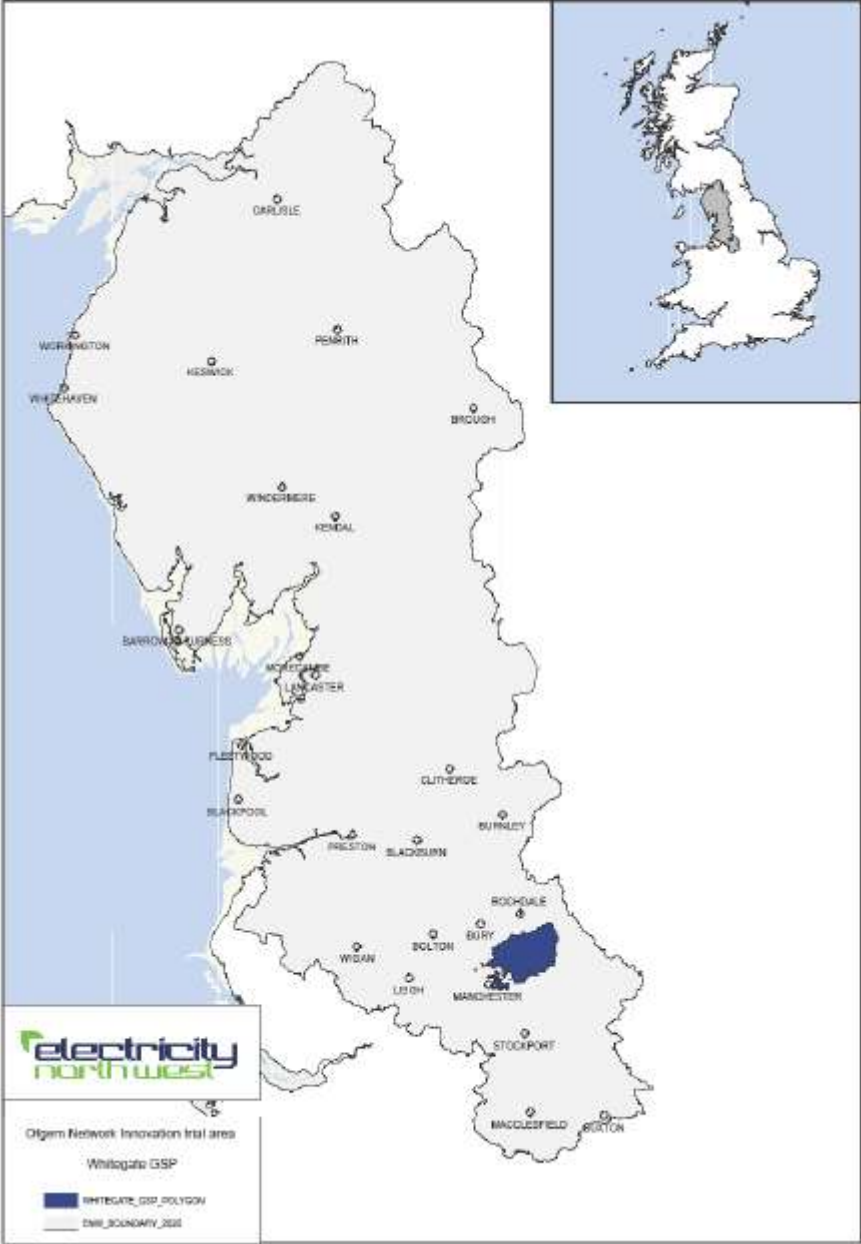 CARLISLE
WORKINGTON
PENRITH
KESWICK
WHITEHAVEN
BROUGH
WINDERMERE
KENDAL
BARROW FURNESS
MORECAMBE
LANCASTER
FLEETWOOD
CLITHEROE
BLACKPOOL
BURNLEY
PRESTON
BLACKBURN
ROCHDALE
BURY
BOLTON
WIGAN
LEIGH
MANCHESTER
STOCKPORT
MACCLESFIELD
BUXTON
electricity
north west
Ofgem Network Innovation trial area
Whitegate GSP
WHITEGATE_GSP_POLYGON
ENW_BOUNDARY